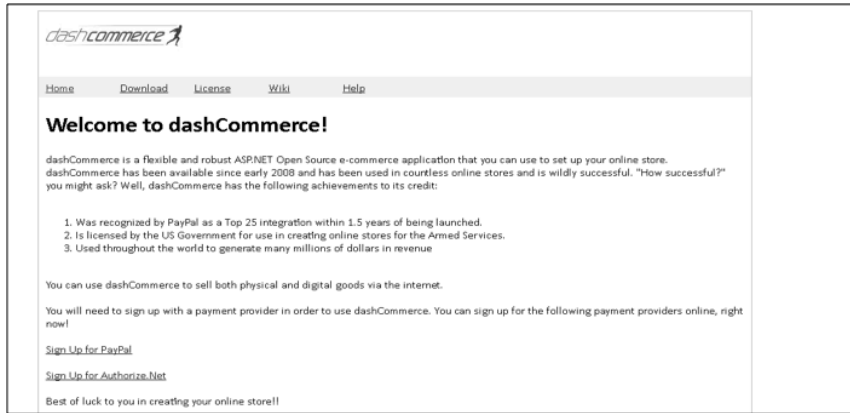 dashcommerce
Home Download License Wiki Help
Welcome to dashCommerce!
dashCommerce is a flexible and robust ASP.NET Open Source e-commerce application that you can use to set up your online store.
dashCommerce has been available since early 2008 and has been used in countless online stores and is wildly successful. "How successful?"
you might ask? Well, dashCommerce has the following achievements to its credit:
1. Was recognized by PayPal as a Top 25 integration within 1.5 years of being launched.
2. Is licensed by the US Government for use in creating online stores for the Armed Services.
3. Used throughout the world to generate many millions of dollars in revenue
You can use dashCommerce to sell both physical and digital goods via the internet.
You will need to sign up with a payment provider in order to use dashCommerce. You can sign up for the following payment providers online, right
now!
Sign Up for PayPal
Sign Up for Authorize.Net
Best of luck to you in creating your online store!!